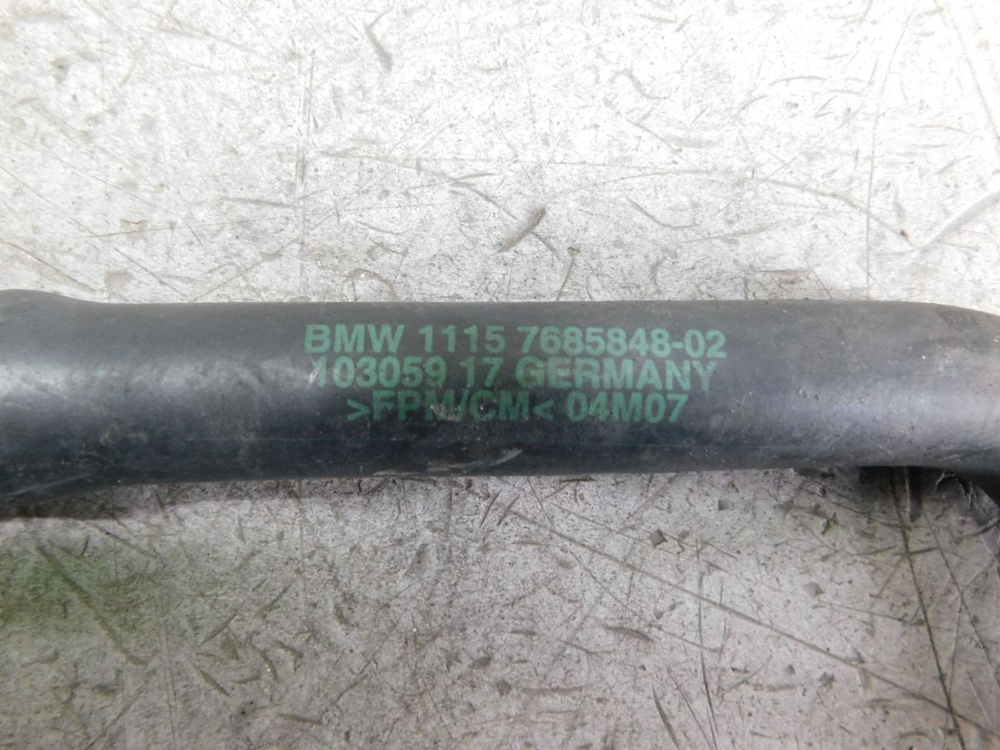 BMW 1115 7685848-02
103059 17 GERMANY
>FPM/CM< 04M07